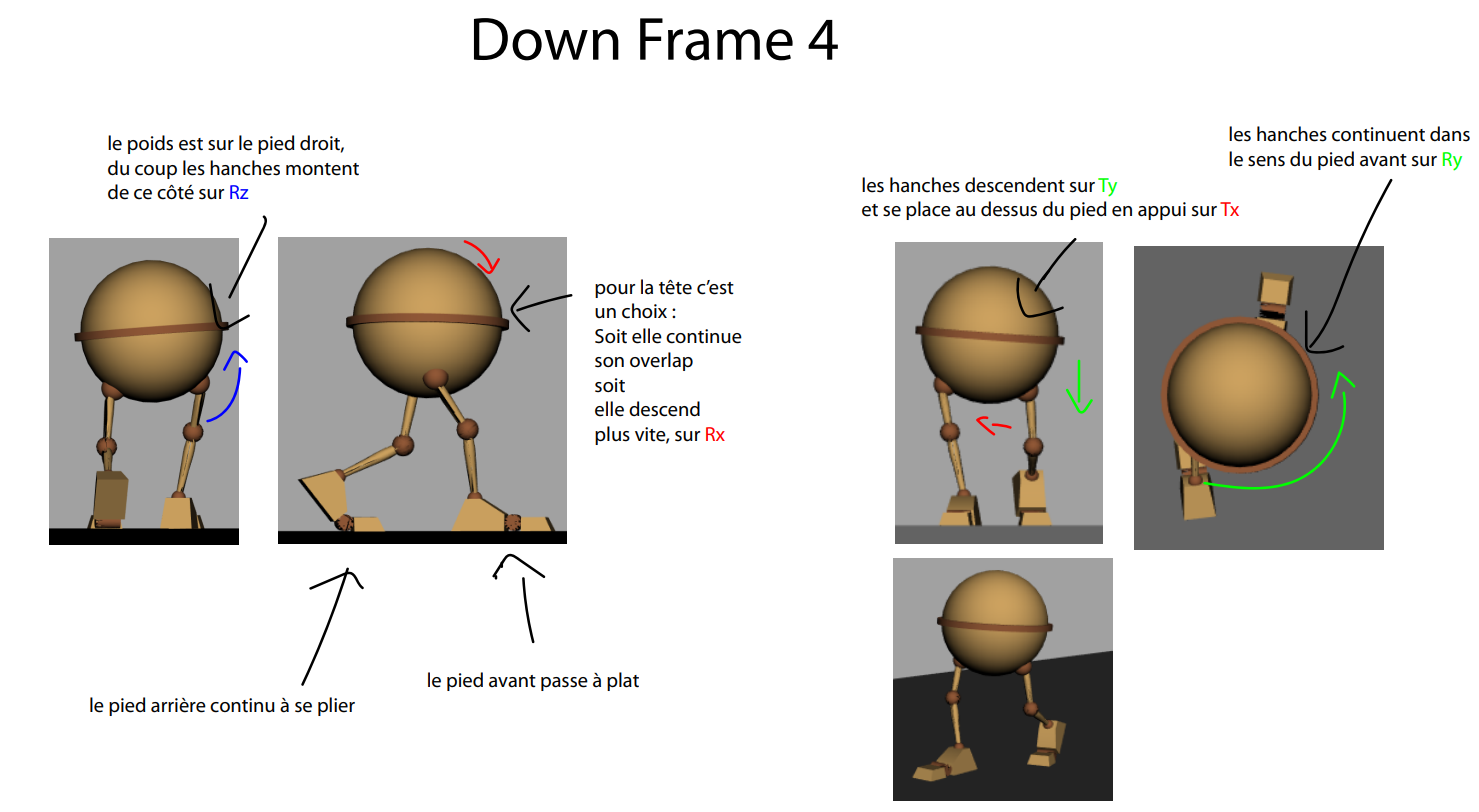 Down Frame 4
le poids est sur le pied droit,
du coup les hanches montent
de ce côté sur Rz
pour la tête c’est
un choix :
Soit elle continue
son overlap
soit
elle descend
plus vite, sur Rx
le pied arrière continu à se plier
le pied avant passe à plat
les hanches descendent sur Ty
et se place au dessus du pied en appui sur Tx
les hanches continuent dans
le sens du pied avant sur Ry